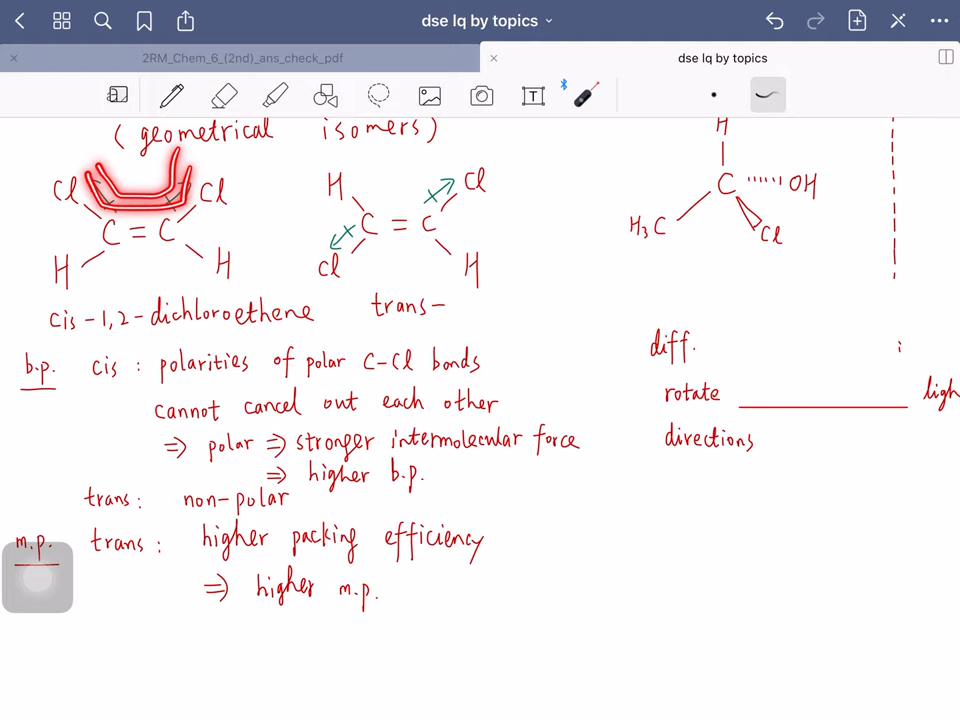 dse lq by topics
2RM_Chem_6_(2nd)_ans_check_pdf
dse lq by topics
T
(geometrical isomers)
Cl Cl
C = C
H H
H Cl
C = C
Cl H
cis-1,2-dichloroethene trans-
b.p. cis : polarities of polar C-Cl bonds
cannot cancel out each other
⇒ polar ⇒ stronger intermolecular force
⇒ higher b.p.
trans: non-polar
m.p. trans : higher packing efficiency
⇒ higher m.p.
H
C OH
H3C Cl
diff.
rotate ligh
directions